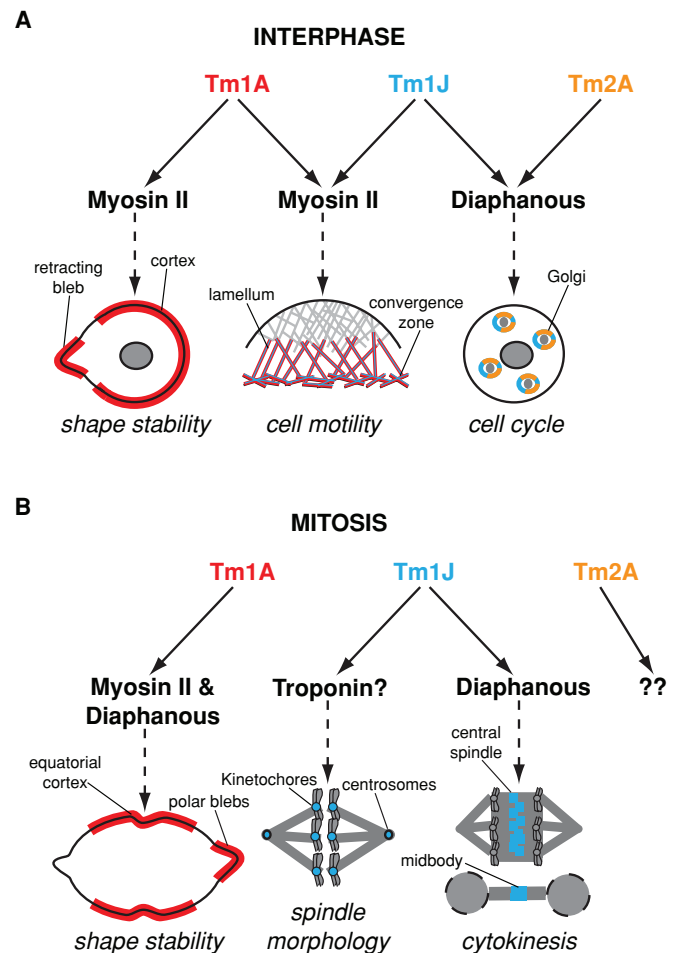 A
INTERPHASE
Tm1A Tm1J Tm2A
Myosin II Myosin II Diaphanous
retracting
bleb
cortex
lamellum
convergence
zone
Golgi
shape stability cell motility cell cycle
B
MITOSIS
Tm1A Tm1J Tm2A
Myosin II &
Diaphanous
Troponin?
Diaphanous
??
equatorial
cortex
polar blebs
Kinetochores
centrosomes
central
spindle
midbody
shape stability
spindle
morphology
cytokinesis